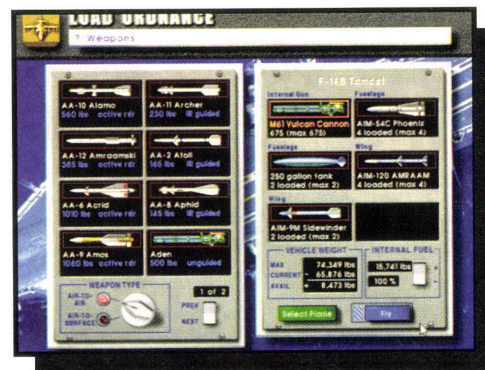 LOAD ORDNANCE
? Weapons
AA-10 Alamo
560 lbs active rdr
AA-11 Archer
230 lbs IR guided
AA-12 Amraamski
385 lbs active rdr
AA-2 Atoll
165 lbs IR guided
AA-6 Acrid
1010 lbs active rdr
AA-8 Aphid
145 lbs IR guided
AA-9 Amos
1080 lbs active rdr
Aden
500 lbs unguided
WEAPON TYPE
AIR-TO-AIR
AIR-TO-SURFACE
1 of 2
PREV
NEXT
F-14B Tomcat
Internal Gun
M61 Vulcan Cannon
675 (max 675)
Fuselage
AIM-54C Phoenix
4 loaded (max 4)
Fuselage
250 gallon tank
2 loaded (max 2)
Wing
AIM-120 AMRAAM
4 loaded (max 4)
Wing
AIM-9M Sidewinder
2 loaded (max 2)
VEHICLE WEIGHT
MAX 74,349 lbs
CURRENT - 65,876 lbs
AVAIL = 8,473 lbs
INTERNAL FUEL
15,741 lbs
100 %
+
-
Select Plane
Fly